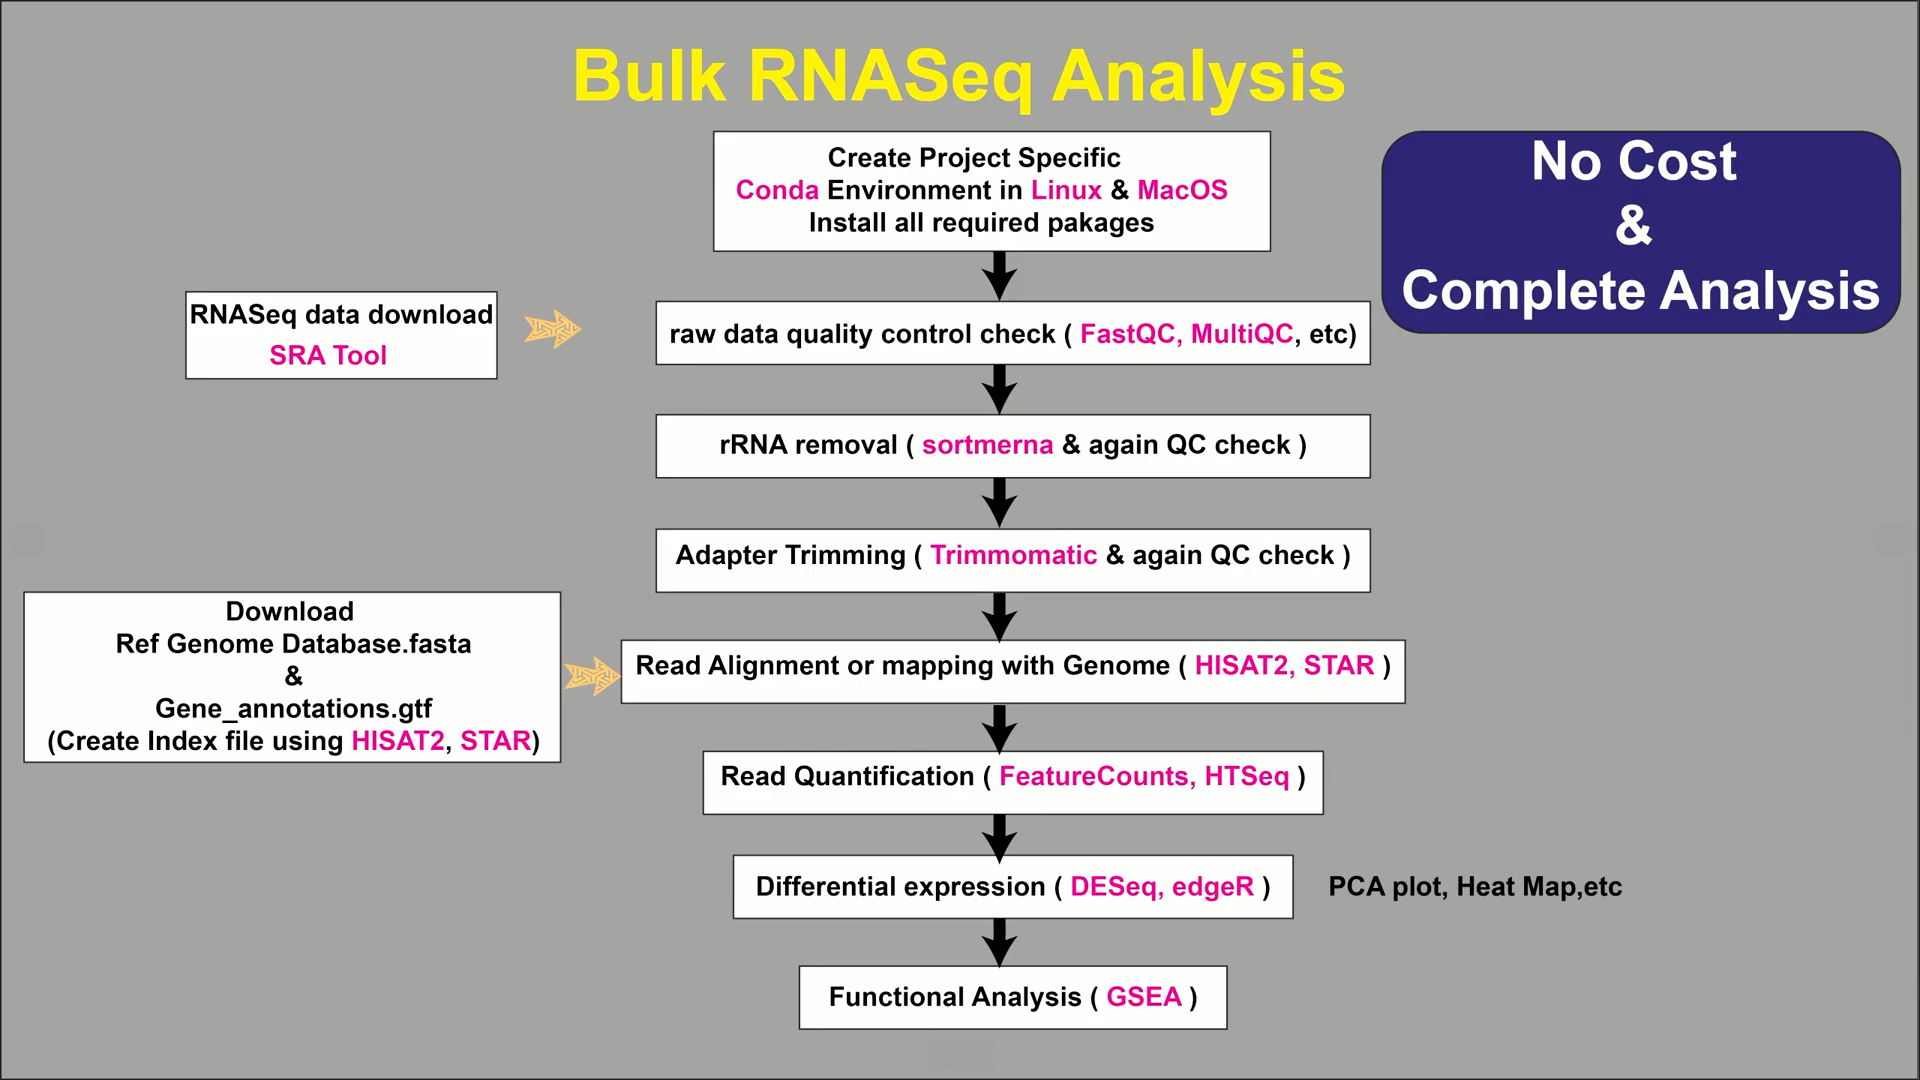 Bulk RNASeq Analysis
Create Project Specific
Conda Environment in Linux & MacOS
Install all required pakages
No Cost
&
Complete Analysis
RNASeq data download
SRA Tool
raw data quality control check ( FastQC, MultiQC, etc)
rRNA removal ( sortmerna & again QC check )
Adapter Trimming ( Trimmomatic & again QC check )
Download
Ref Genome Database.fasta
&
Gene_annotations.gtf
(Create Index file using HISAT2, STAR)
Read Alignment or mapping with Genome ( HISAT2, STAR )
Read Quantification ( FeatureCounts, HTSeq )
Differential expression ( DESeq, edgeR )
PCA plot, Heat Map,etc
Functional Analysis ( GSEA )